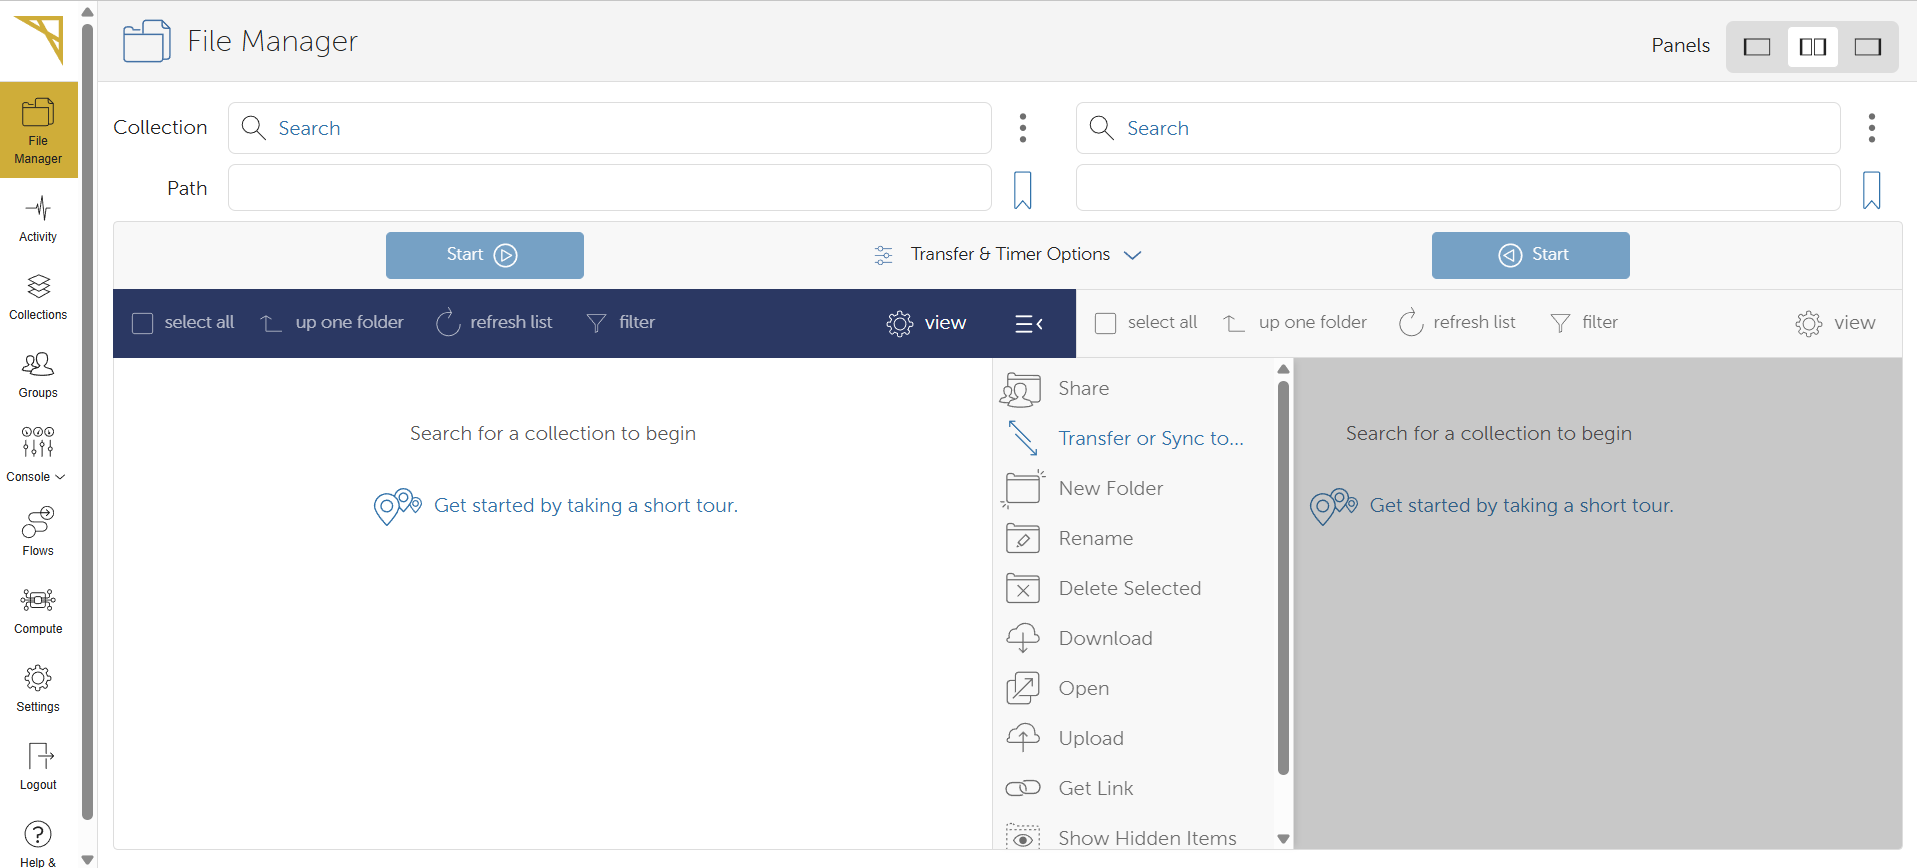 File Manager
Panels
File
Manager
Activity
Collections
Groups
Console
Flows
Compute
Settings
Logout
Help &
Collection
Search
Search
Path
Start
Transfer & Timer Options
Start
select all
up one folder
refresh list
filter
view
select all
up one folder
refresh list
filter
view
Search for a collection to begin
Get started by taking a short tour.
Share
Transfer or Sync to...
New Folder
Rename
Delete Selected
Download
Open
Upload
Get Link
Show Hidden Items
Search for a collection to begin
Get started by taking a short tour.